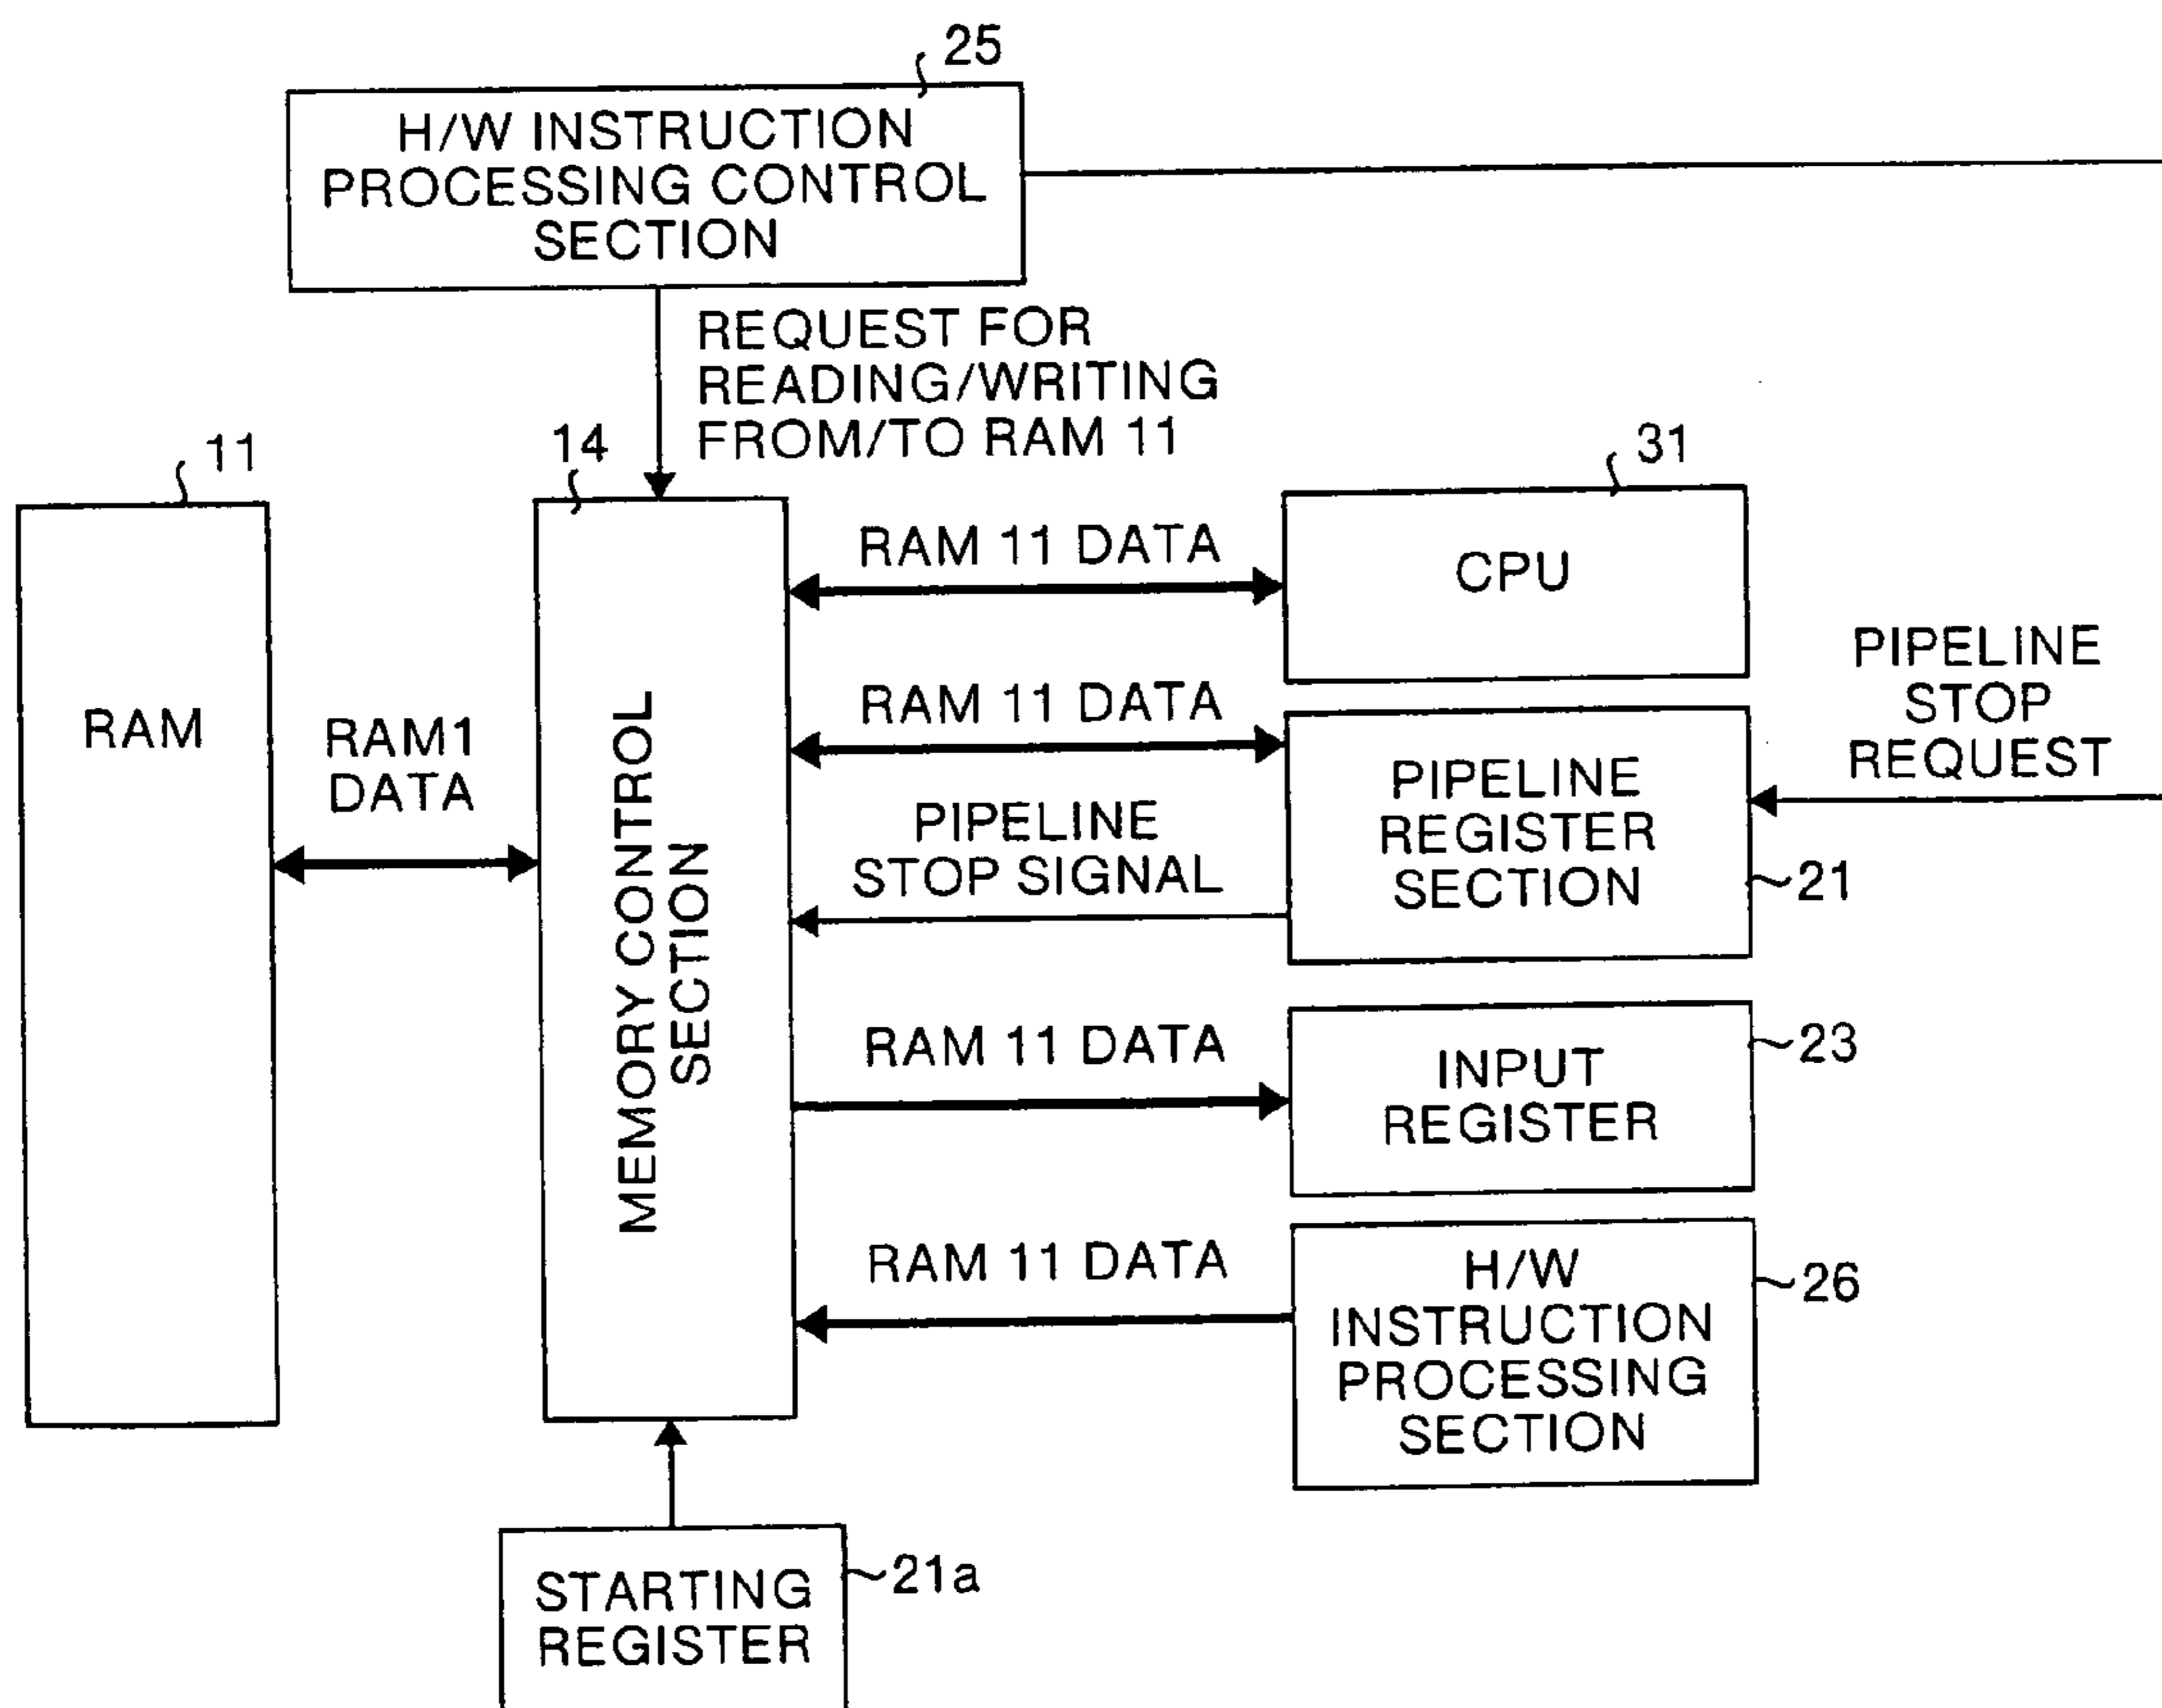 25
H/W INSTRUCTION
PROCESSING CONTROL
SECTION
REQUEST FOR
READING/WRITING
FROM/TO RAM 11
11
14
31
RAM
RAM1
DATA
MEMORY CONTROL
SECTION
RAM 11 DATA
CPU
RAM 11 DATA
PIPELINE
STOP SIGNAL
PIPELINE
REGISTER
SECTION
21
PIPELINE
STOP
REQUEST
RAM 11 DATA
INPUT
REGISTER
23
RAM 11 DATA
H/W
INSTRUCTION
PROCESSING
SECTION
26
STARTING
REGISTER
21a